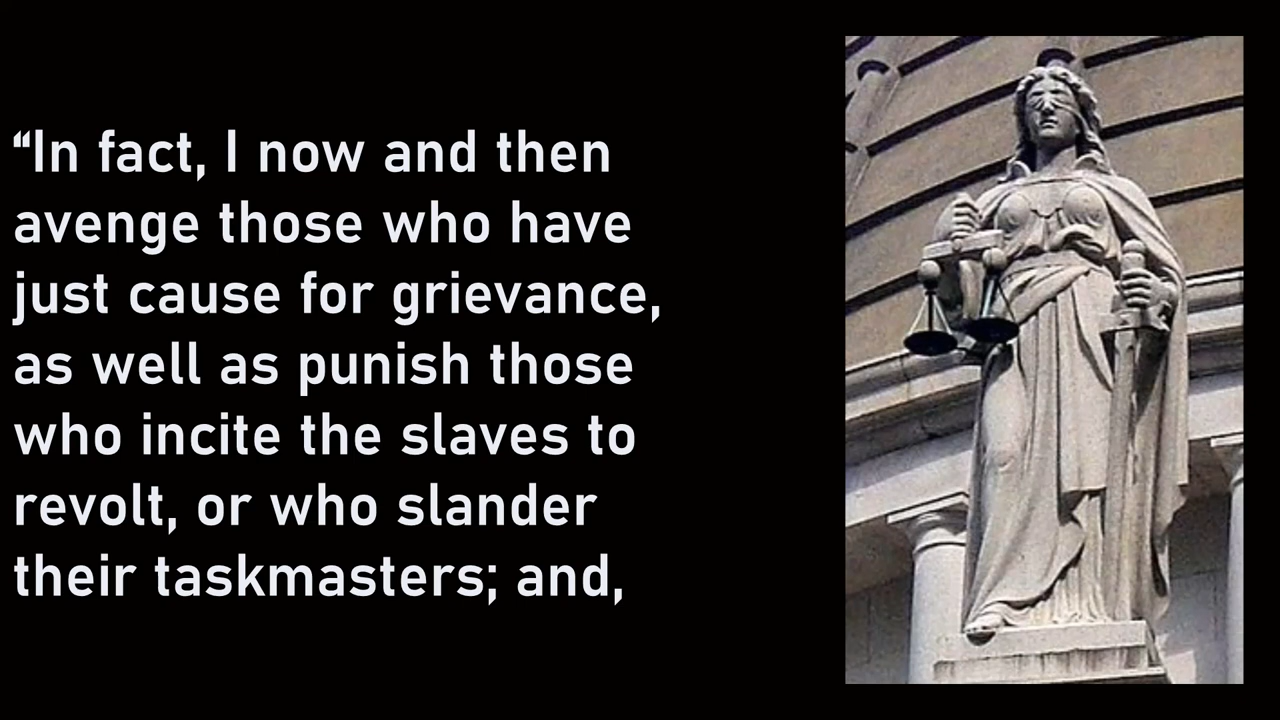 “In fact, I now and then
avenge those who have
just cause for grievance,
as well as punish those
who incite the slaves to
revolt, or who slander
their taskmasters; and,